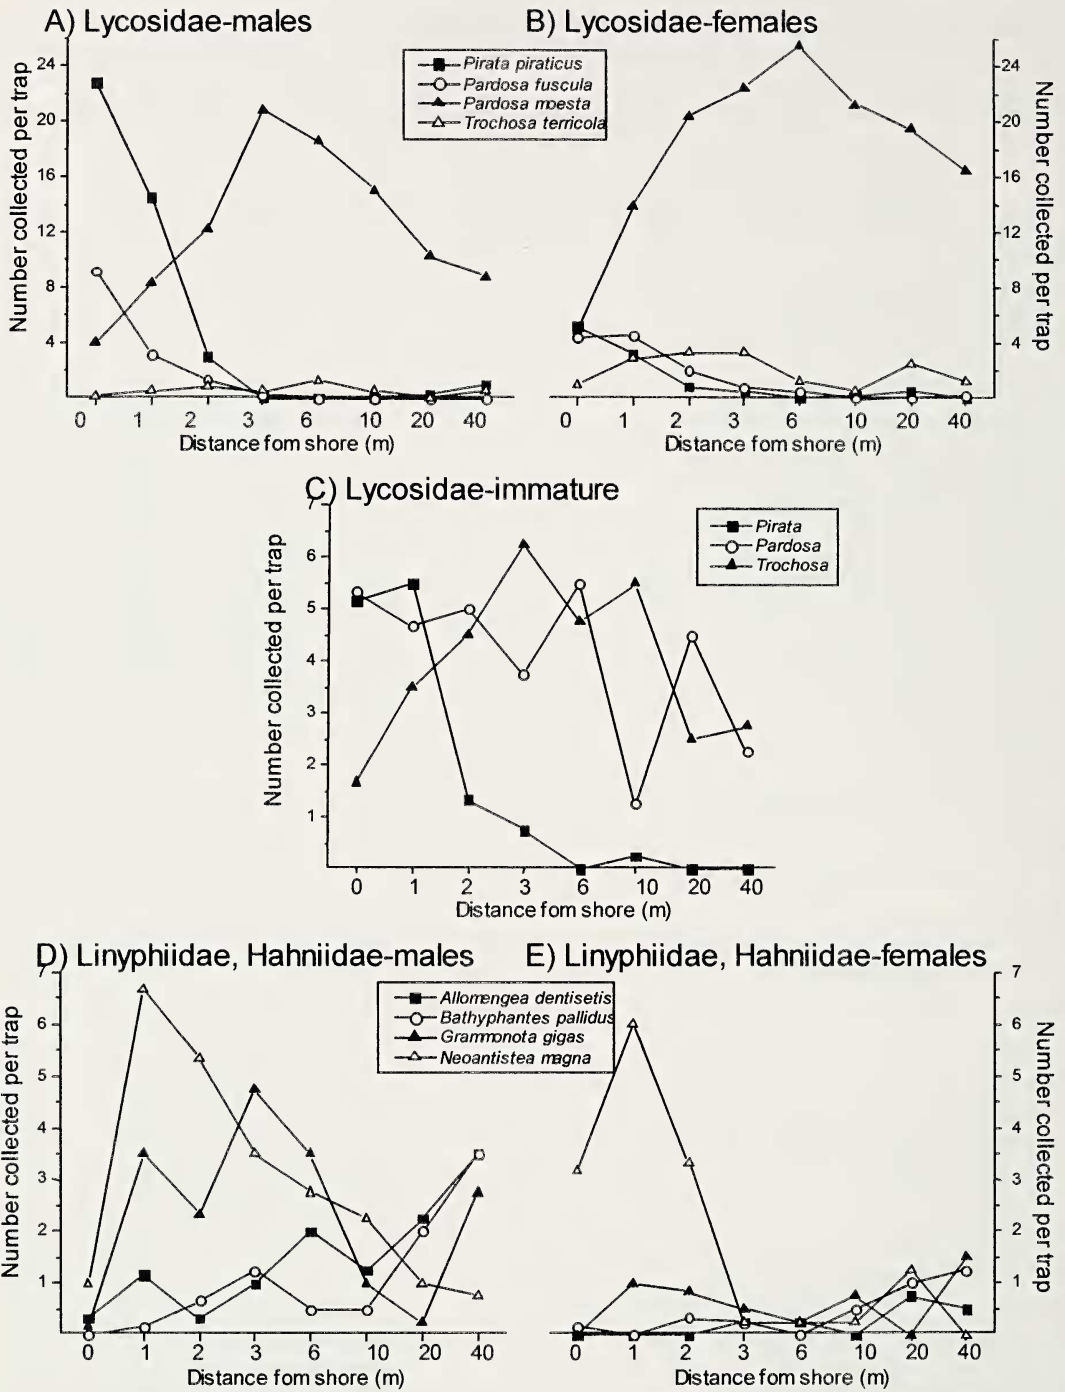 A) Lycosidae-males
B) Lycosidae-females
Pirata piraticus
Pardosa fuscula
Pardosa moesta
Trochosa terricola
Number collected per trap
24
20
16
12
8
4
0 1 2 3 6 10 20 40
Distance fom shore (m)
24
20
16
12
8
4
Number collected per trap
0 1 2 3 6 10 20 40
Distance fom shore (m)
C) Lycosidae-immature
Pirata
Pardosa
Trochosa
Number collected per trap
7
6
5
4
3
2
1
0 1 2 3 6 10 20 40
Distance fom shore (m)
D) Linyphiidae, Hahniidae-males
E) Linyphiidae, Hahniidae-females
Allomengea dentisetis
Bathyphantes pallidus
Grammonota gigas
Neoantistea magna
Number collected per trap
7
6
5
4
3
2
1
0 1 2 3 6 10 20 40
Distance fom shore (m)
7
6
5
4
3
2
1
Number collected per trap
0 1 2 3 6 10 20 40
Distance fom shore (m)